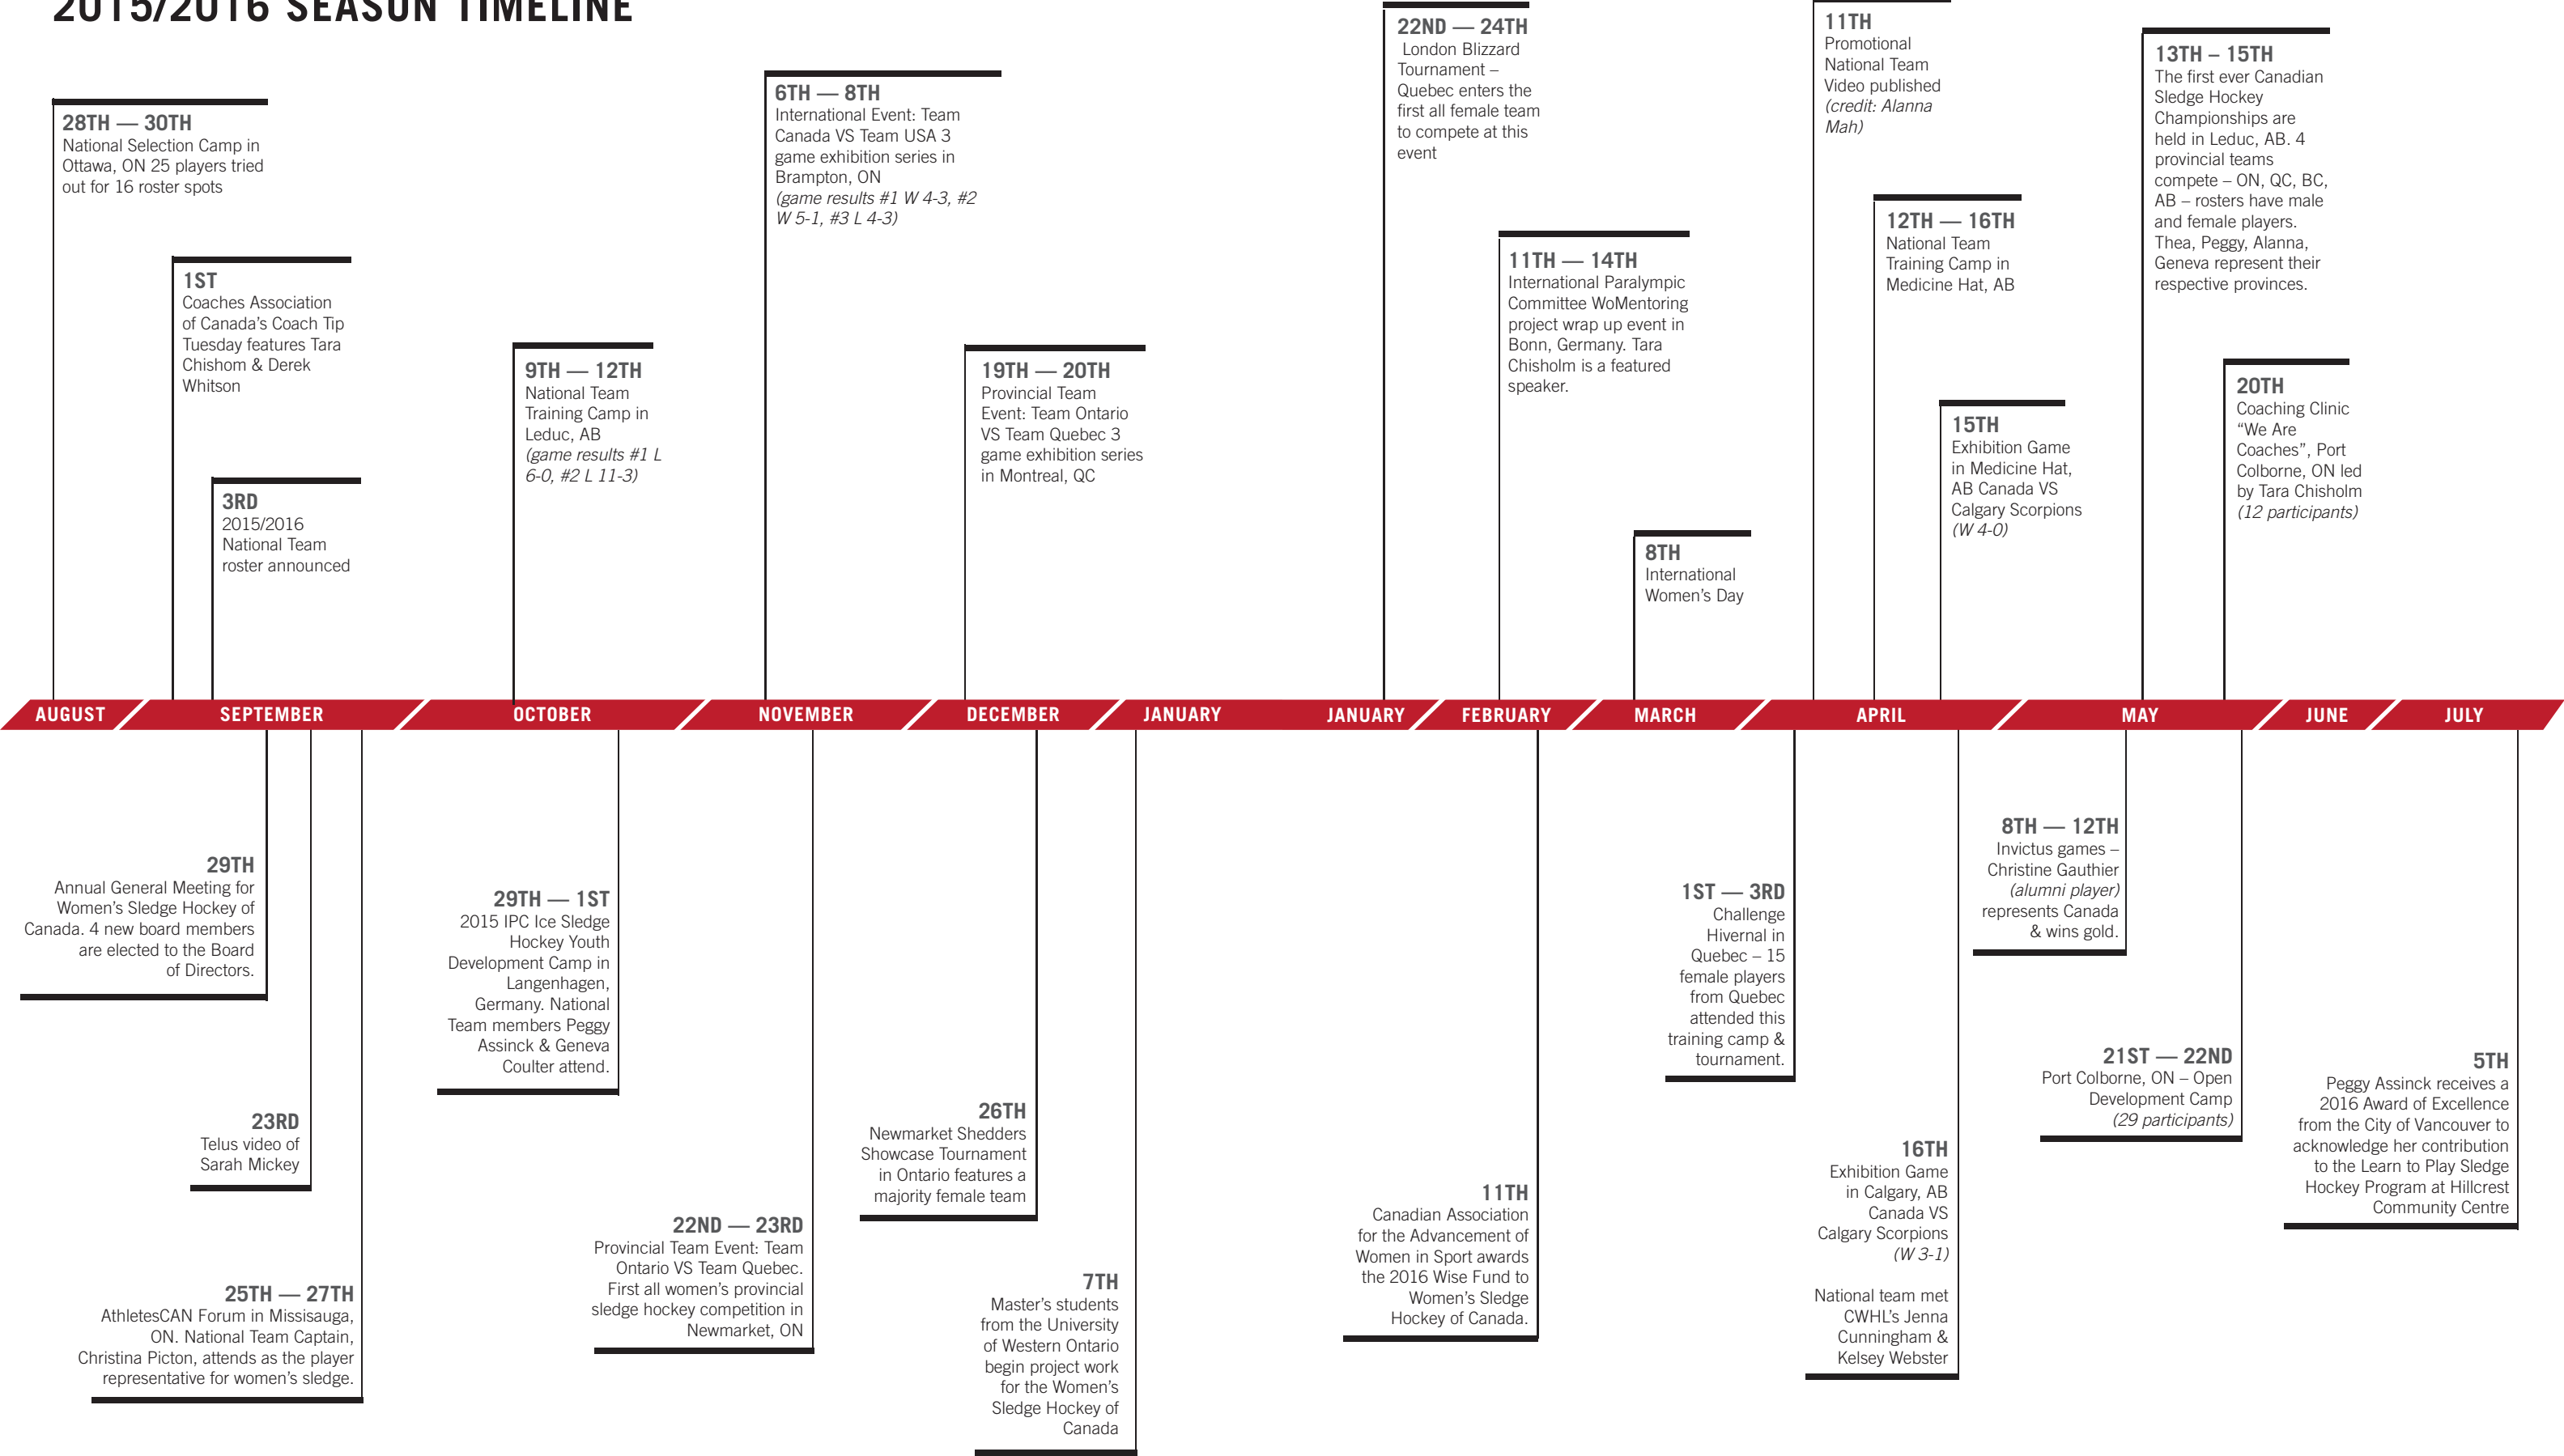 2015/2016 SEASON TIMELINE
28TH — 30TH
National Selection Camp in
Ottawa, ON 25 players tried
out for 16 roster spots
1ST
Coaches Association
of Canada’s Coach Tip
Tuesday features Tara
Chishom & Derek
Whitson
3RD
2015/2016
National Team
roster announced
9TH — 12TH
National Team
Training Camp in
Leduc, AB
(game results #1 L
6-0, #2 L 11-3)
6TH — 8TH
International Event: Team
Canada VS Team USA 3
game exhibition series in
Brampton, ON
(game results #1 W 4-3, #2
W 5-1, #3 L 4-3)
19TH — 20TH
Provincial Team
Event: Team Ontario
VS Team Quebec 3
game exhibition series
in Montreal, QC
22ND — 24TH
London Blizzard
Tournament –
Quebec enters the
first all female team
to compete at this
event
11TH — 14TH
International Paralympic
Committee WoMentoring
project wrap up event in
Bonn, Germany. Tara
Chisholm is a featured
speaker.
8TH
International
Women’s Day
11TH
Promotional
National Team
Video published
(credit: Alanna
Mah)
12TH — 16TH
National Team
Training Camp in
Medicine Hat, AB
15TH
Exhibition Game
in Medicine Hat,
AB Canada VS
Calgary Scorpions
(W 4-0)
13TH – 15TH
The first ever Canadian
Sledge Hockey
Championships are
held in Leduc, AB. 4
provincial teams
compete – ON, QC, BC,
AB – rosters have male
and female players.
Thea, Peggy, Alanna,
Geneva represent their
respective provinces.
20TH
Coaching Clinic
“We Are
Coaches”, Port
Colborne, ON led
by Tara Chisholm
(12 participants)
AUGUST
SEPTEMBER
OCTOBER
NOVEMBER
DECEMBER
JANUARY
JANUARY
FEBRUARY
MARCH
APRIL
MAY
JUNE
JULY
29TH
Annual General Meeting for
Women’s Sledge Hockey of
Canada. 4 new board members
are elected to the Board
of Directors.
23RD
Telus video of
Sarah Mickey
25TH — 27TH
AthletesCAN Forum in Missisauga,
ON. National Team Captain,
Christina Picton, attends as the player
representative for women’s sledge.
29TH — 1ST
2015 IPC Ice Sledge
Hockey Youth
Development Camp in
Langenhagen,
Germany. National
Team members Peggy
Assinck & Geneva
Coulter attend.
22ND — 23RD
Provincial Team Event: Team
Ontario VS Team Quebec.
First all women’s provincial
sledge hockey competition in
Newmarket, ON
26TH
Newmarket Shedders
Showcase Tournament
in Ontario features a
majority female team
7TH
Master’s students
from the University
of Western Ontario
begin project work
for the Women’s
Sledge Hockey of
Canada
11TH
Canadian Association
for the Advancement of
Women in Sport awards
the 2016 Wise Fund to
Women’s Sledge
Hockey of Canada.
1ST — 3RD
Challenge
Hivernal in
Quebec – 15
female players
from Quebec
attended this
training camp &
tournament.
16TH
Exhibition Game
in Calgary, AB
Canada VS
Calgary Scorpions
(W 3-1)
National team met
CWHL’s Jenna
Cunningham &
Kelsey Webster
8TH — 12TH
Invictus games –
Christine Gauthier
(alumni player)
represents Canada
& wins gold.
21ST — 22ND
Port Colborne, ON – Open
Development Camp
(29 participants)
5TH
Peggy Assinck receives a
2016 Award of Excellence
from the City of Vancouver to
acknowledge her contribution
to the Learn to Play Sledge
Hockey Program at Hillcrest
Community Centre